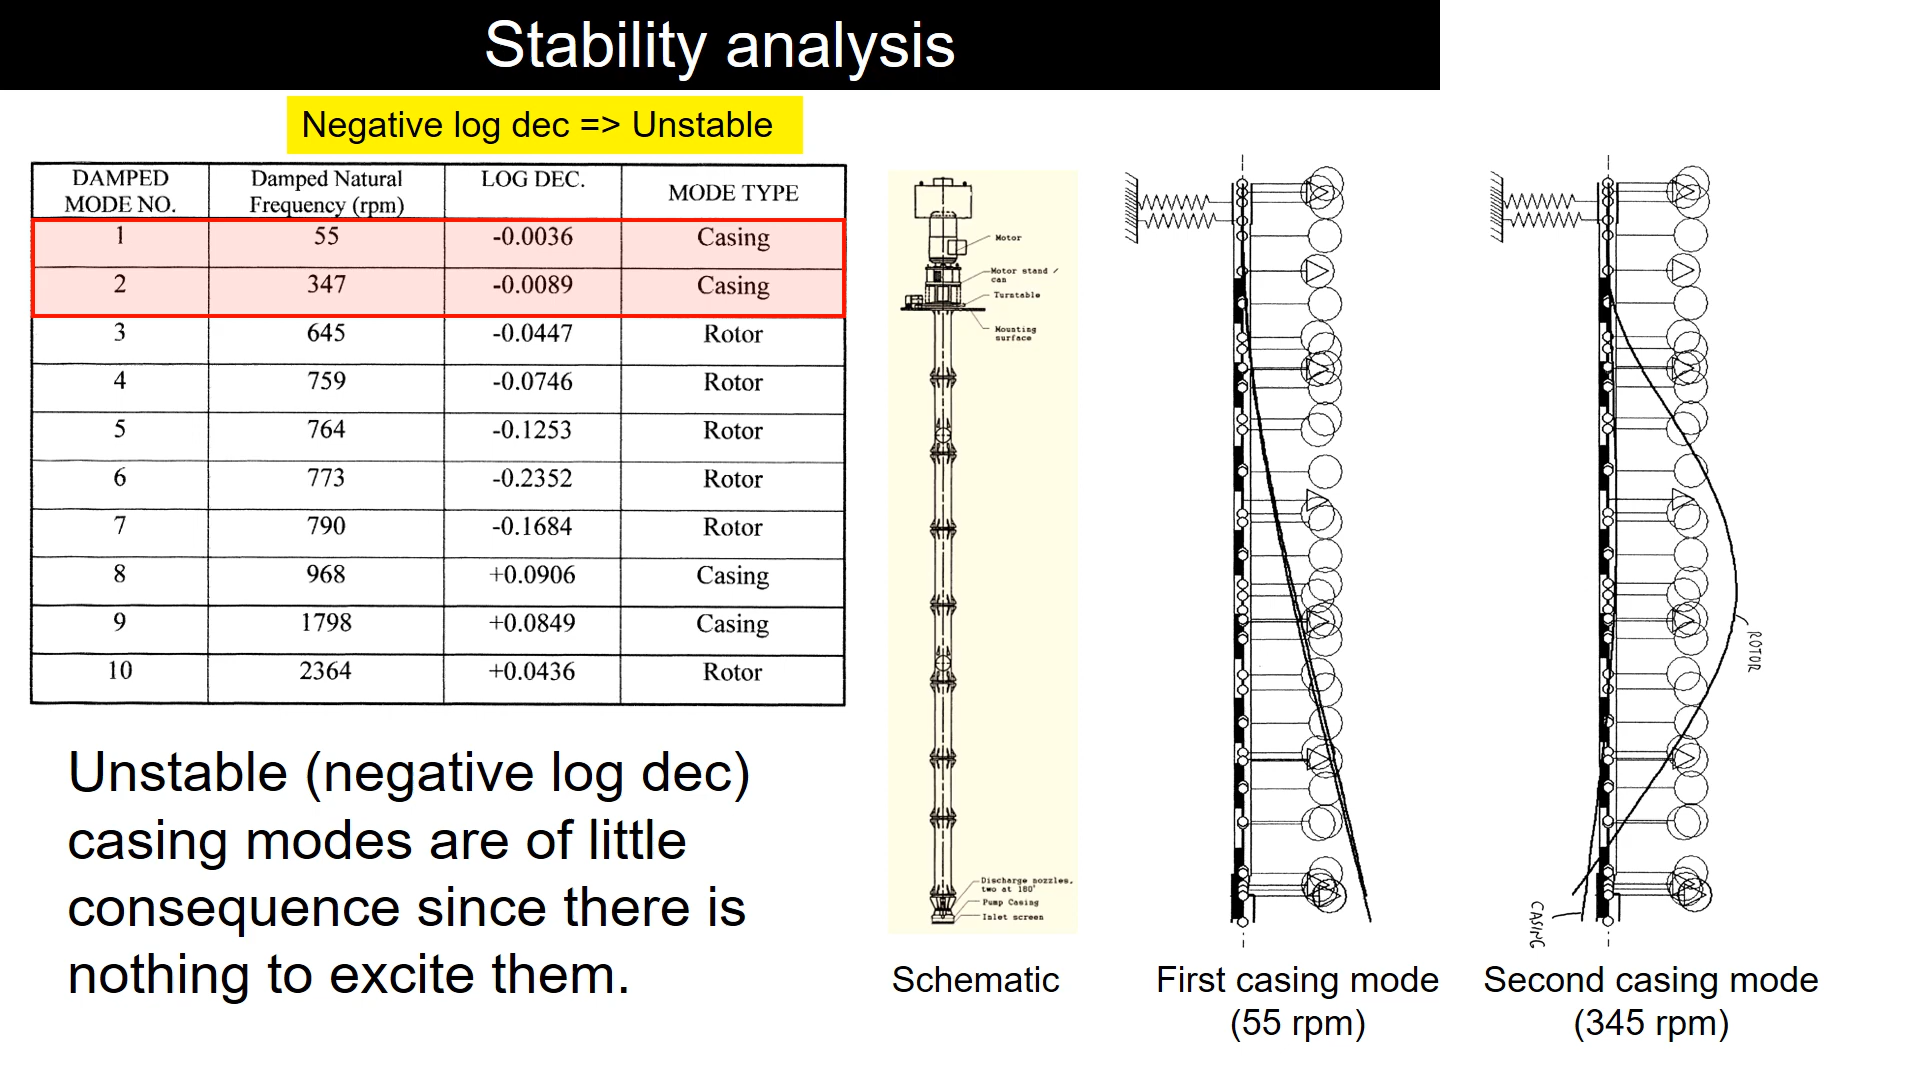 Stability analysis
Negative log dec => Unstable
DAMPED MODE NO. Damped Natural Frequency (rpm) LOG DEC. MODE TYPE
1 55 -0.0036 Casing
2 347 -0.0089 Casing
3 645 -0.0447 Rotor
4 759 -0.0746 Rotor
5 764 -0.1253 Rotor
6 773 -0.2352 Rotor
7 790 -0.1684 Rotor
8 968 +0.0906 Casing
9 1798 +0.0849 Casing
10 2364 +0.0436 Rotor
Unstable (negative log dec)
casing modes are of little
consequence since there is
nothing to excite them.
Motor
Motor stand /
can
Turntable
Mounting
surface
Discharge nozzles,
two at 180°
Pump Casing
Inlet screen
Schematic
First casing mode
(55 rpm)
ROTOR
CASING
Second casing mode
(345 rpm)